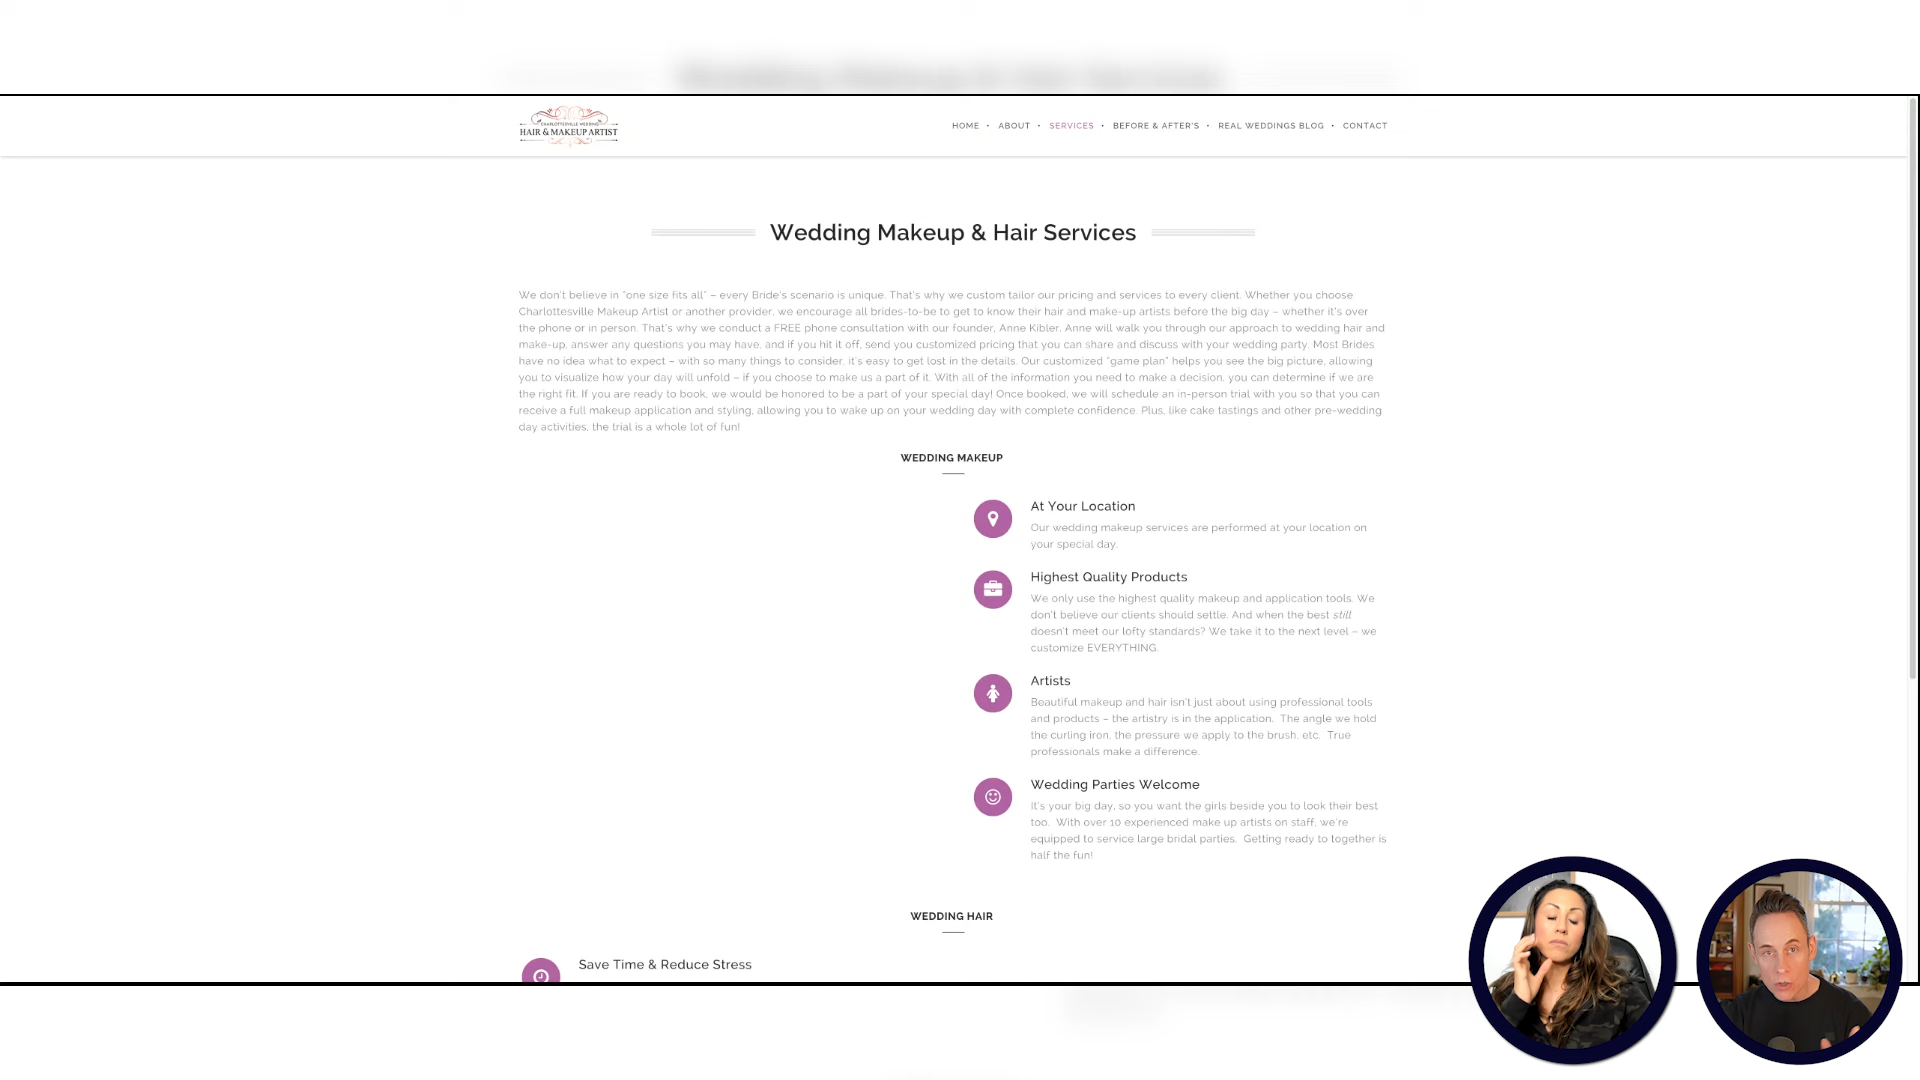 CHARLOTTESVILLE WEDDING
HAIR & MAKEUP ARTIST
HOME • ABOUT • SERVICES • BEFORE & AFTER'S • REAL WEDDINGS BLOG • CONTACT
Wedding Makeup & Hair Services
We don't believe in "one size fits all" – every Bride's scenario is unique. That's why we custom tailor our pricing and services to every client. Whether you choose
Charlottesville Makeup Artist or another provider, we encourage all brides-to-be to get to know their hair and make-up artists before the big day – whether it's over
the phone or in person. That's why we conduct a FREE phone consultation with our founder, Anne Kibler. Anne will walk you through our approach to wedding hair and
make-up, answer any questions you may have, and if you hit it off, send you customized pricing that you can share and discuss with your wedding party. Most Brides
have no idea what to expect – with so many things to consider, it's easy to get lost in the details. Our customized "game plan" helps you see the big picture, allowing
you to visualize how your day will unfold – if you choose to make us a part of it. With all of the information you need to make a decision, you can determine if we are
the right fit. If you are ready to book, we would be honored to be a part of your special day! Once booked, we will schedule an in-person trial with you so that you can
receive a full makeup application and styling, allowing you to wake up on your wedding day with complete confidence. Plus, like cake tastings and other pre-wedding
day activities, the trial is a whole lot of fun!
WEDDING MAKEUP
At Your Location
Our wedding makeup services are performed at your location on
your special day.
Highest Quality Products
We only use the highest quality makeup and application tools. We
don't believe our clients should settle. And when the best still
doesn't meet our lofty standards? We take it to the next level – we
customize EVERYTHING.
Artists
Beautiful makeup and hair isn't just about using professional tools
and products – the artistry is in the application. The angle we hold
the curling iron, the pressure we apply to the brush, etc. True
professionals make a difference.
Wedding Parties Welcome
It's your big day, so you want the girls beside you to look their best
too. With over 10 experienced make up artists on staff, we're
equipped to service large bridal parties. Getting ready to together is
half the fun!
WEDDING HAIR
Save Time & Reduce Stress